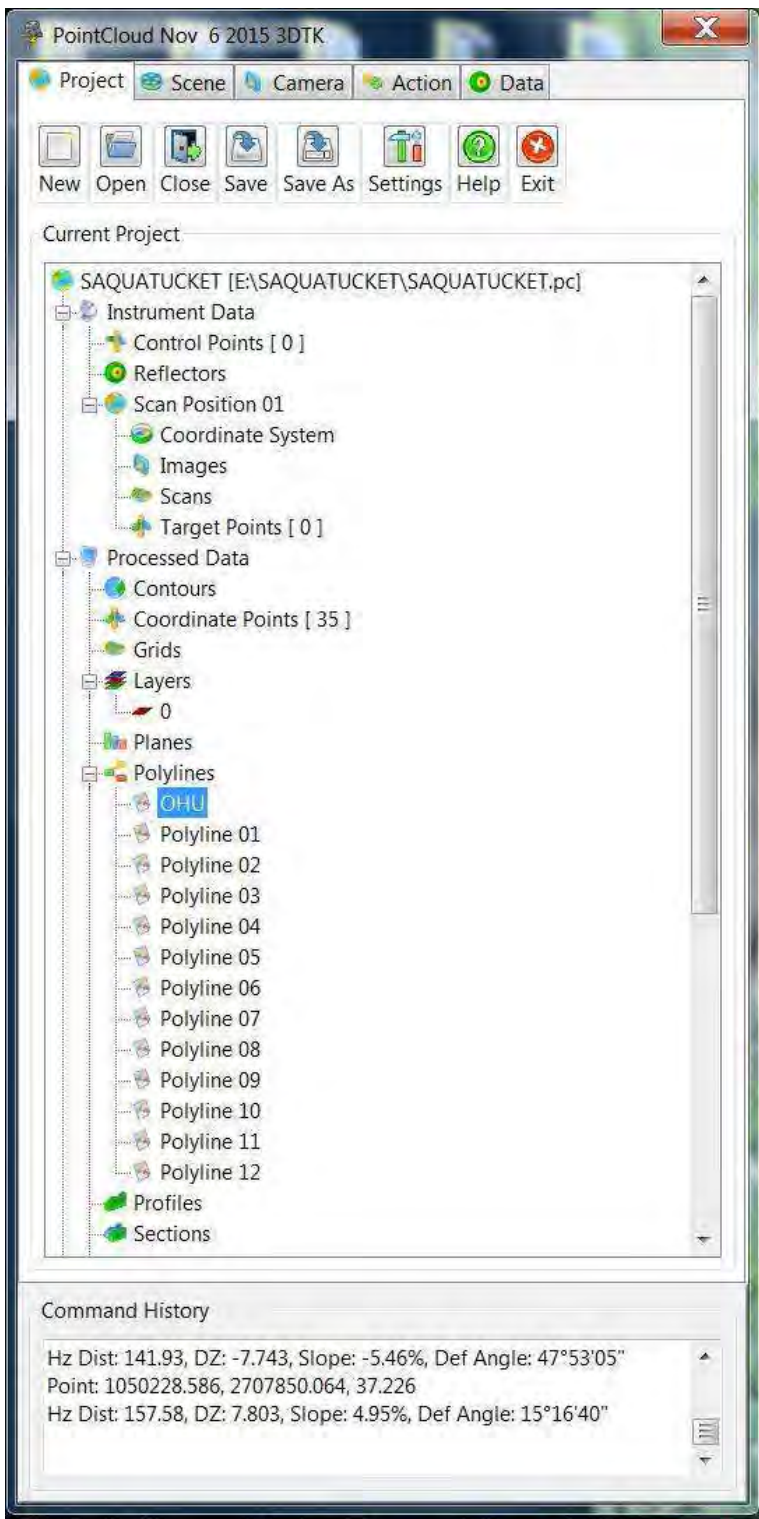 PointCloud Nov 6 2015 3DTK
Project Scene Camera Action Data
New Open Close Save Save As Settings Help Exit
Current Project
SAQUATUCKET [E:\SAQUATUCKET\SAQUATUCKET.pc]
Instrument Data
Control Points [ 0 ]
Reflectors
Scan Position 01
Coordinate System
Images
Scans
Target Points [ 0 ]
Processed Data
Contours
Coordinate Points [ 35 ]
Grids
Layers
0
Planes
Polylines
OHU
Polyline 01
Polyline 02
Polyline 03
Polyline 04
Polyline 05
Polyline 06
Polyline 07
Polyline 08
Polyline 09
Polyline 10
Polyline 11
Polyline 12
Profiles
Sections
Command History
Hz Dist: 141.93, DZ: -7.743, Slope: -5.46%, Def Angle: 47°53'05"
Point: 1050228.586, 2707850.064, 37.226
Hz Dist: 157.58, DZ: 7.803, Slope: 4.95%, Def Angle: 15°16'40"